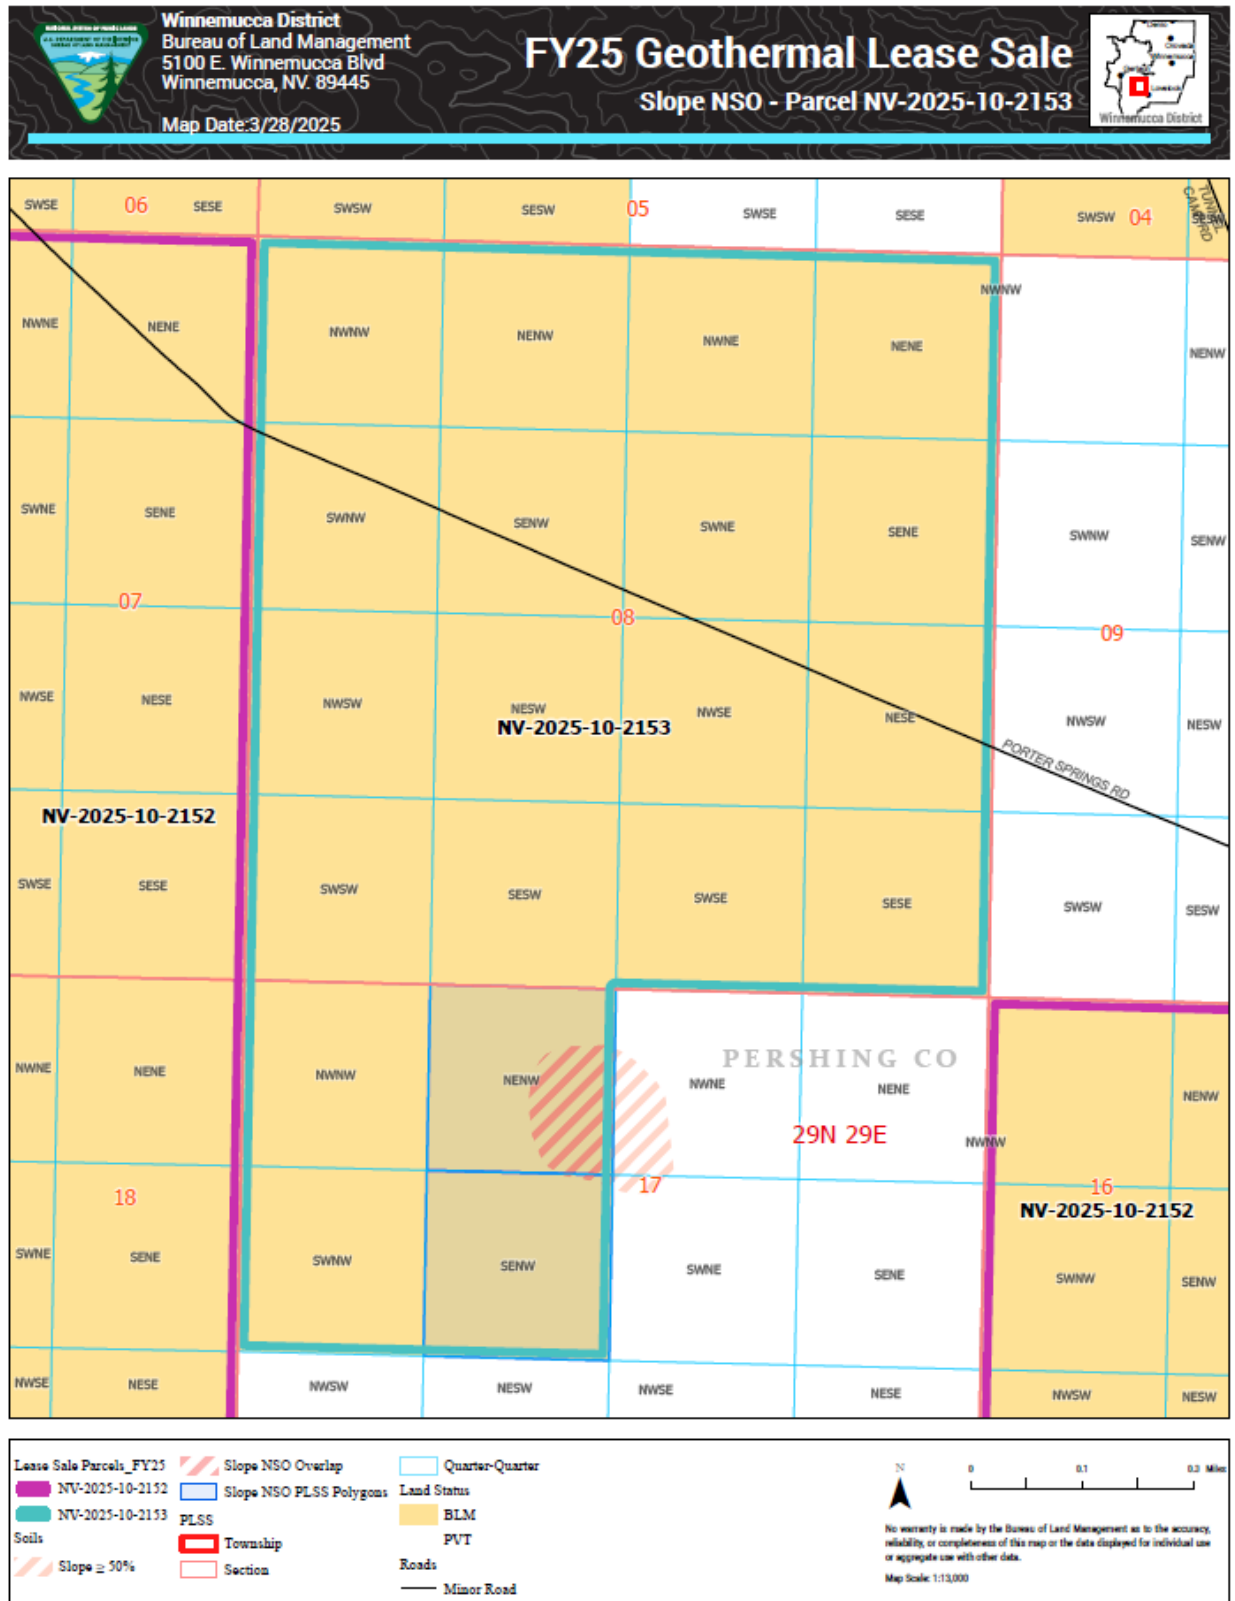 Winnemucca District
Bureau of Land Management
5100 E. Winnemucca Blvd
Winnemucca, NV. 89445
Map Date:3/28/2025
FY25 Geothermal Lease Sale
Slope NSO - Parcel NV-2025-10-2153
Winnemucca District
SWSE 06 SESE SWSW SESW 05 SWSE SESE SWSW 04
NWNW
NWNE NENE NWNW NENW NWNE NENE NENW
SWNE SENE SWNW SENW SWNE SENE SWNW SENW
07 08 09
NWSE NESE NWSW NESW NWSE NESE NWSW NESW
NV-2025-10-2153
PORTER SPRINGS RD
NV-2025-10-2152
SWSE SESE SWSW SESW SWSE SESE SWSW SESW
PERSHING CO
NWNE NENE NWNW NENW NWNE NENE NENW
29N 29E
NWNW
18 17 16
NV-2025-10-2152
SWNE SENE SWNW SENW SWNE SENE SWNW SENW
NWSE NESE NWSW NESW NWSE NESE NWSW NESW
Lease Sale Parcels_FY25
NV-2025-10-2152
NV-2025-10-2153
Soils
Slope ≥ 50%
Slope NSO Overlap
Slope NSO PLSS Polygons
PLSS
Township
Section
Quarter-Quarter
Land Status
BLM
PVT
Roads
Minor Road
N
0 0.1 0.2 Miles
No warranty is made by the Bureau of Land Management as to the accuracy,
reliability, or completeness of this map or the data displayed for individual use
or aggregate use with other data.
Map Scale: 1:13,000